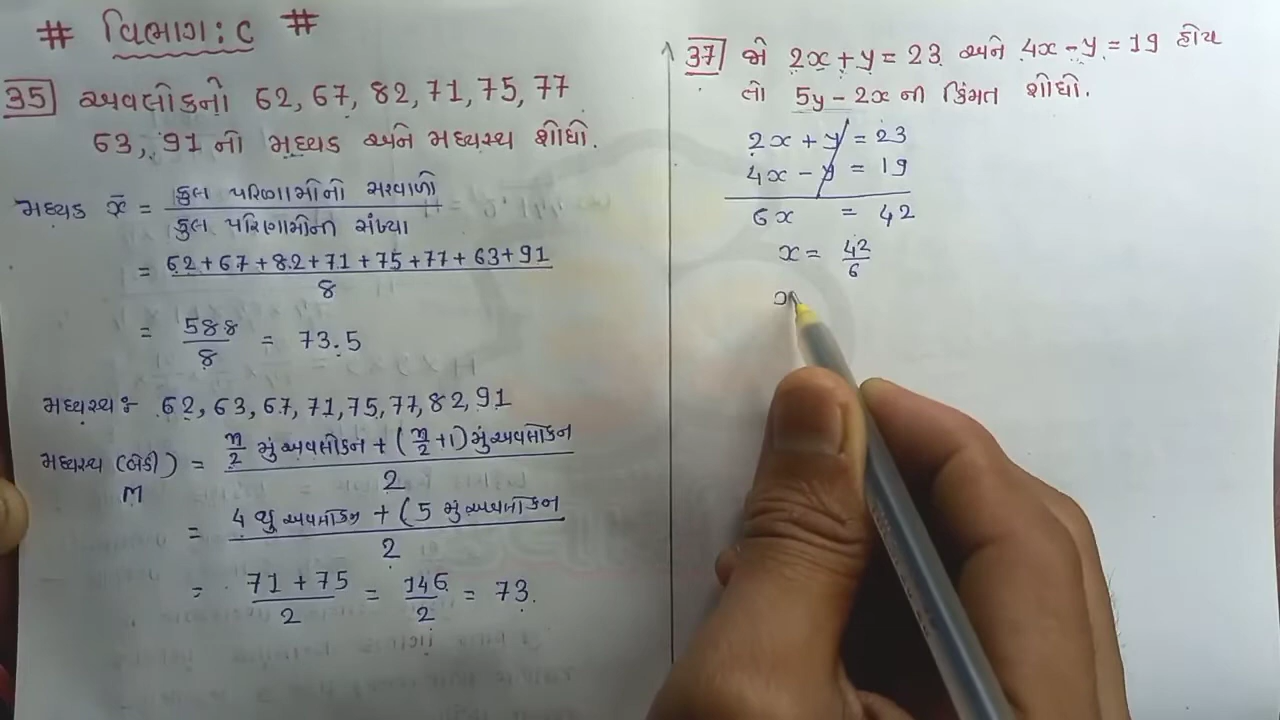 # વિભાગ : C #
35 અવલોકનો 62, 67, 82, 71, 75, 77
63, 91 નો મધ્યક અને મધ્યસ્થ શોધો.
મધ્યક x̄ = કુલ પરિણામોનો સરવાળો / કુલ પરિણામોની સંખ્યા
= 62+67+82+71+75+77+63+91 / 8
= 588 / 8 = 73.5
મધ્યસ્થ :- 62, 63, 67, 71, 75, 77, 82, 91
મધ્યસ્થ (બેકી) = n/2 મું અવલોકન + (n/2 +1) મું અવલોકન / 2
M
= 4 થુ અવલોકન + (5 મું અવલોકન / 2
= 71 + 75 / 2 = 146 / 2 = 73.
37 જો 2x + y = 23 અને 4x - y = 19 હોય
તો 5y - 2x ની કિંમત શોધો.
2x + y = 23
4x - y = 19
6x = 42
x = 42 / 6
x